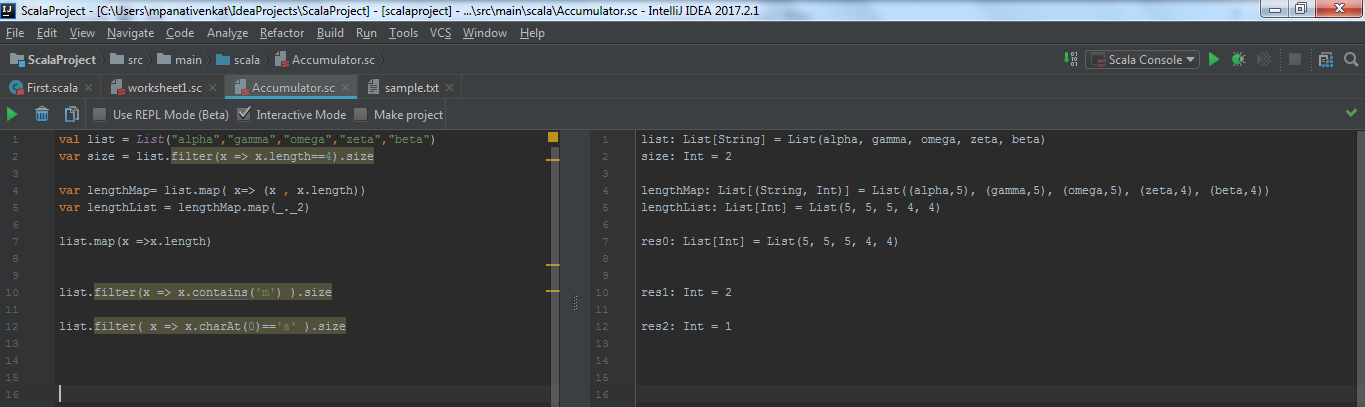 ScalaProject - [C:\Users\mpanativenkat\IdeaProjects\ScalaProject] - [scalaproject] - ...\src\main\scala\Accumulator.sc - IntelliJ IDEA 2017.2.1
File Edit View Navigate Code Analyze Refactor Build Run Tools VCS Window Help
ScalaProject src main scala Accumulator.sc Scala Console
First.scala worksheet1.sc Accumulator.sc sample.txt
Use REPL Mode (Beta) Interactive Mode Make project
1 val list = List("alpha","gamma","omega","zeta","beta")
2 var size = list.filter(x => x.length==4).size
3
4 var lengthMap= list.map( x=> (x , x.length))
5 var lengthList = lengthMap.map(_._2)
6
7 list.map(x =>x.length)
8
9
10 list.filter(x => x.contains('m') ).size
11
12 list.filter( x => x.charAt(0)=='a' ).size
13
14
15
16
1 list: List[String] = List(alpha, gamma, omega, zeta, beta)
2 size: Int = 2
3
4 lengthMap: List[(String, Int)] = List((alpha,5), (gamma,5), (omega,5), (zeta,4), (beta,4))
5 lengthList: List[Int] = List(5, 5, 5, 4, 4)
6
7 res0: List[Int] = List(5, 5, 5, 4, 4)
8
9
10 res1: Int = 2
11
12 res2: Int = 1
13
14
15
16